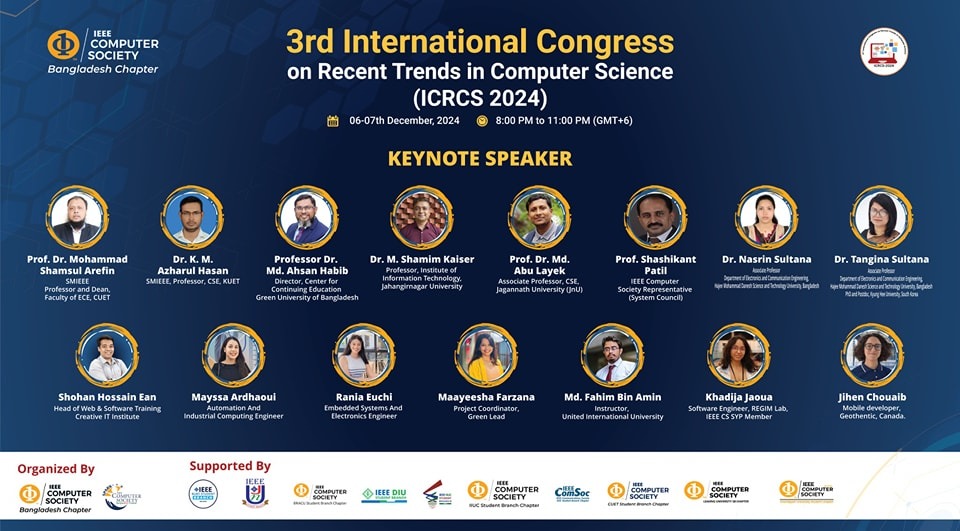 IEEE
COMPUTER
SOCIETY
Bangladesh Chapter
3rd International Congress
on Recent Trends in Computer Science
(ICRCS 2024)
06-07th December, 2024 8:00 PM to 11:00 PM (GMT+6)
ICRCS-2024
KEYNOTE SPEAKER
Prof. Dr. Mohammad
Shamsul Arefin
SMIEEE
Professor and Dean,
Faculty of ECE, CUET
Dr. K. M.
Azharul Hasan
SMIEEE, Professor, CSE, KUET
Professor Dr.
Md. Ahsan Habib
Director, Center for
Continuing Education
Green University of Bangladesh
Dr. M. Shamim Kaiser
Professor, Institute of
Information Technology,
Jahangirnagar University
Prof. Dr. Md.
Abu Layek
Associate Professor, CSE,
Jagannath University (JnU)
Prof. Shashikant
Patil
IEEE Computer
Society Representative
(System Council)
Dr. Nasrin Sultana
Associate Professor
Department of Electronics and Communication Engineering,
Hajee Mohammad Danesh Science and Technology University, Bangladesh
Dr. Tangina Sultana
Associate Professor
Department of Electronics and Communication Engineering,
Hajee Mohammad Danesh Science and Technology University, Bangladesh
PhD and Postdoc, Kyung Hee University, South Korea
Shohan Hossain Ean
Head of Web & Software Training
Creative IT Institute
Mayssa Ardhaoui
Automation And
Industrial Computing Engineer
Rania Euchi
Embedded Systems And
Electronics Engineer
Maayeesha Farzana
Project Coordinator,
Green Lead
Md. Fahim Bin Amin
Instructor,
United International University
Khadija Jaoua
Software Engineer, REGIM Lab,
IEEE CS SYP Member
Jihen Chouaib
Mobile developer,
Geothentic, Canada.
Organized By
IEEE
COMPUTER
SOCIETY
Bangladesh Chapter
COMPUTER
SOCIETY
Supported By
IEEE
BRANCH
IEEE
IEEE
COMPUTER
SOCIETY
BRACU Student Branch Chapter
IEEE DIU
STUDENT BRANCH
IEEE
COMPUTER
SOCIETY
IIUC Student Branch Chapter
IEEE
ComSoc
IEEE
COMPUTER
SOCIETY
CUET Student Branch Chapter
IEEE
COMPUTER
SOCIETY
LEADING UNIVERSITY SB CHAPTER
IEEE
COMPUTER
SOCIETY